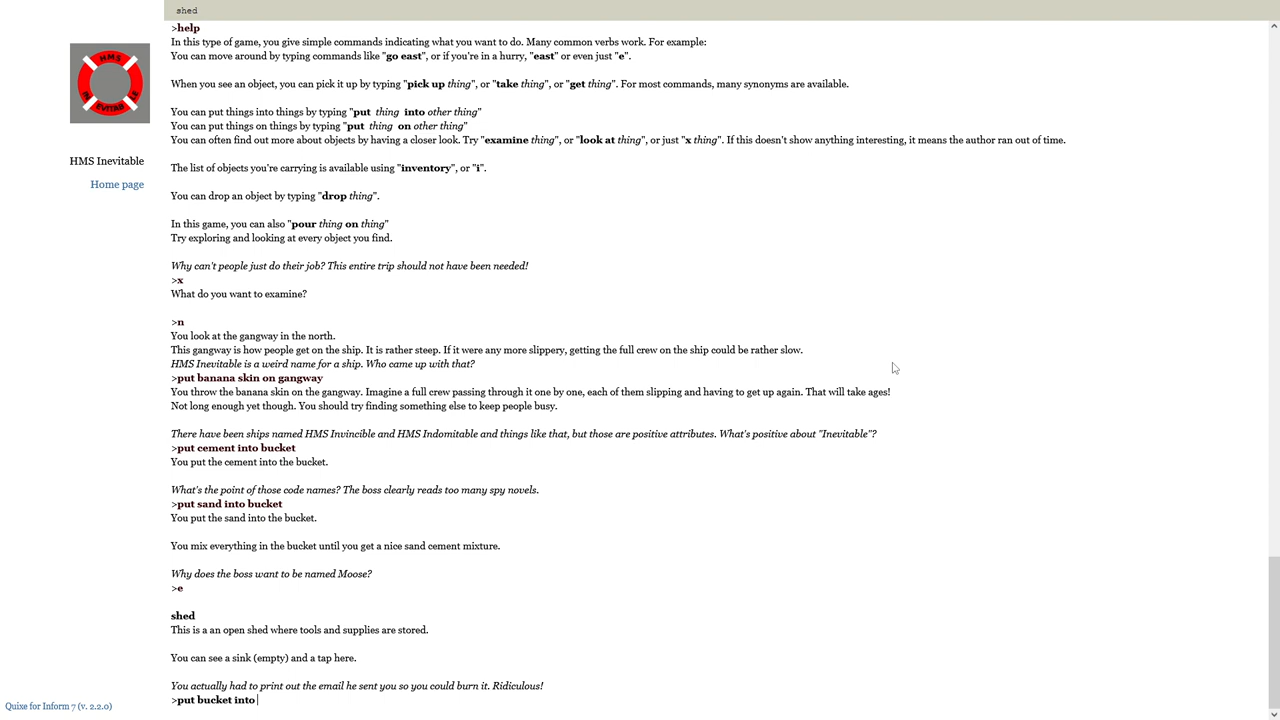 shed
>help
In this type of game, you give simple commands indicating what you want to do. Many common verbs work. For example:
You can move around by typing commands like "go east", or if you're in a hurry, "east" or even just "e".
When you see an object, you can pick it up by typing "pick up thing", or "take thing", or "get thing". For most commands, many synonyms are available.
You can put things into things by typing "put thing into other thing"
You can put things on things by typing "put thing on other thing"
You can often find out more about objects by having a closer look. Try "examine thing", or "look at thing", or just "x thing". If this doesn't show anything interesting, it means the author ran out of time.
The list of objects you're carrying is available using "inventory", or "i".
You can drop an object by typing "drop thing".
In this game, you can also "pour thing on thing"
Try exploring and looking at every object you find.
Why can't people just do their job? This entire trip should not have been needed!
>x
What do you want to examine?
>n
You look at the gangway in the north.
This gangway is how people get on the ship. It is rather steep. If it were any more slippery, getting the full crew on the ship could be rather slow.
HMS Inevitable is a weird name for a ship. Who came up with that?
>put banana skin on gangway
You throw the banana skin on the gangway. Imagine a full crew passing through it one by one, each of them slipping and having to get up again. That will take ages!
Not long enough yet though. You should try finding something else to keep people busy.
There have been ships named HMS Invincible and HMS Indomitable and things like that, but those are positive attributes. What's positive about "Inevitable"?
>put cement into bucket
You put the cement into the bucket.
What's the point of those code names? The boss clearly reads too many spy novels.
>put sand into bucket
You put the sand into the bucket.
You mix everything in the bucket until you get a nice sand cement mixture.
Why does the boss want to be named Moose?
>e
shed
This is a an open shed where tools and supplies are stored.
You can see a sink (empty) and a tap here.
You actually had to print out the email he sent you so you could burn it. Ridiculous!
>put bucket into
HMS
INEVITABLE
HMS Inevitable
Home page
Quixe for Inform 7 (v. 2.2.0)